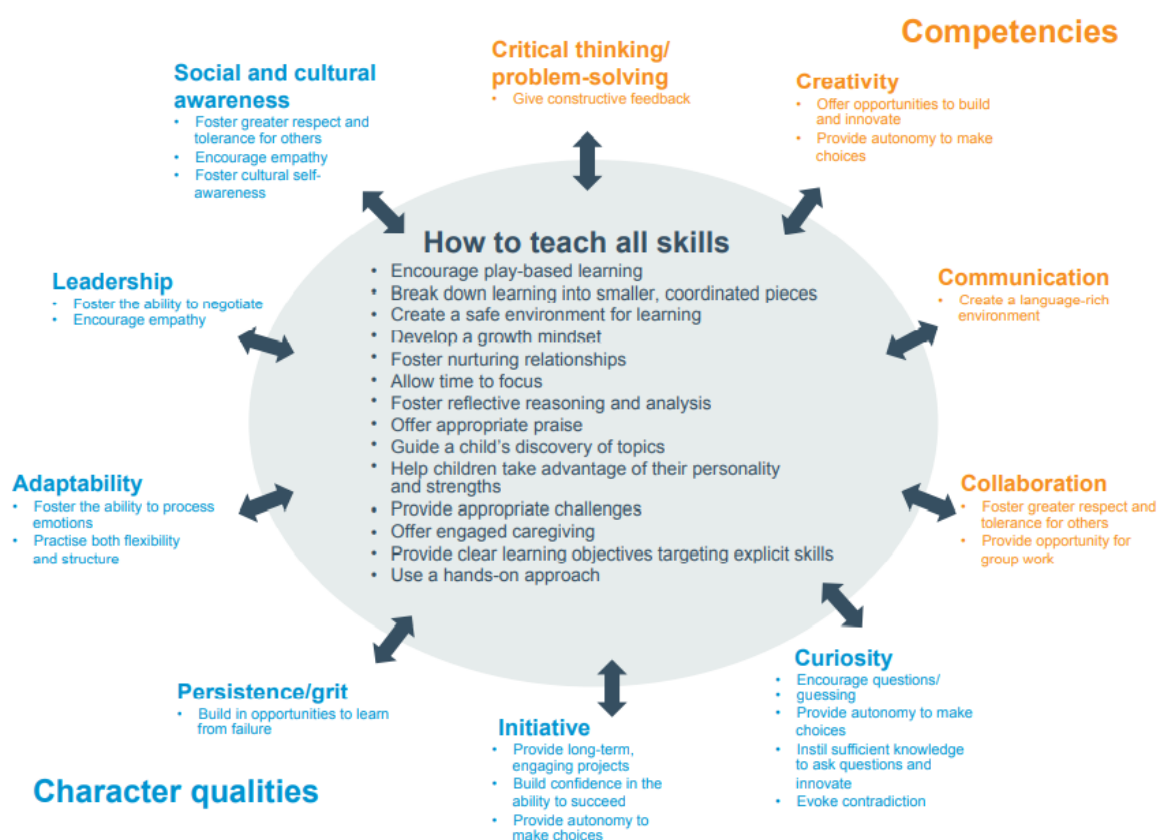 Competencies
Critical thinking/
problem-solving
• Give constructive feedback
Creativity
• Offer opportunities to build
and innovate
• Provide autonomy to make
choices
Social and cultural
awareness
• Foster greater respect and
tolerance for others
• Encourage empathy
• Foster cultural self-
awareness
How to teach all skills
• Encourage play-based learning
• Break down learning into smaller, coordinated pieces
• Create a safe environment for learning
• Develop a growth mindset
• Foster nurturing relationships
• Allow time to focus
• Foster reflective reasoning and analysis
• Offer appropriate praise
• Guide a child's discovery of topics
• Help children take advantage of their personality
and strengths
• Provide appropriate challenges
• Offer engaged caregiving
• Provide clear learning objectives targeting explicit skills
• Use a hands-on approach
Leadership
• Foster the ability to negotiate
• Encourage empathy
Communication
• Create a language-rich
environment
Adaptability
• Foster the ability to process
emotions
• Practise both flexibility
and structure
Collaboration
• Foster greater respect and
tolerance for others
• Provide opportunity for
group work
Persistence/grit
• Build in opportunities to learn
from failure
Initiative
• Provide long-term,
engaging projects
• Build confidence in the
ability to succeed
• Provide autonomy to
make choices
Curiosity
• Encourage questions/
• guessing
• Provide autonomy to make
choices
• Instil sufficient knowledge
to ask questions and
innovate
• Evoke contradiction
Character qualities